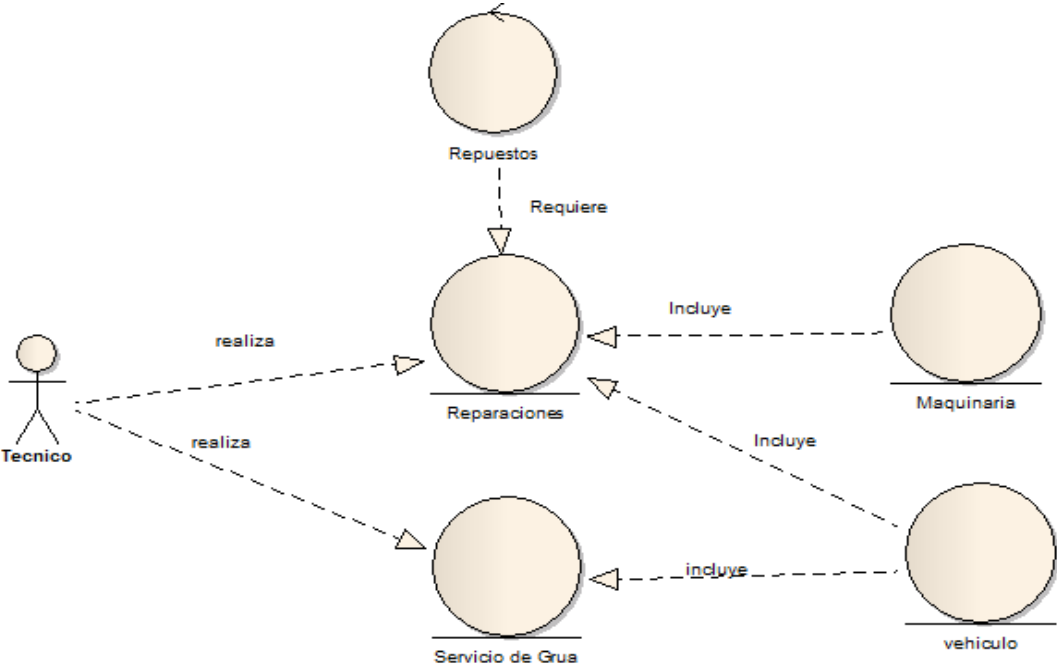 Repuestos
Requiere
Incluye
realiza
Maquinaria
Reparaciones
Incluye
realiza
Tecnico
incluye
vehiculo
Servicio de Grua